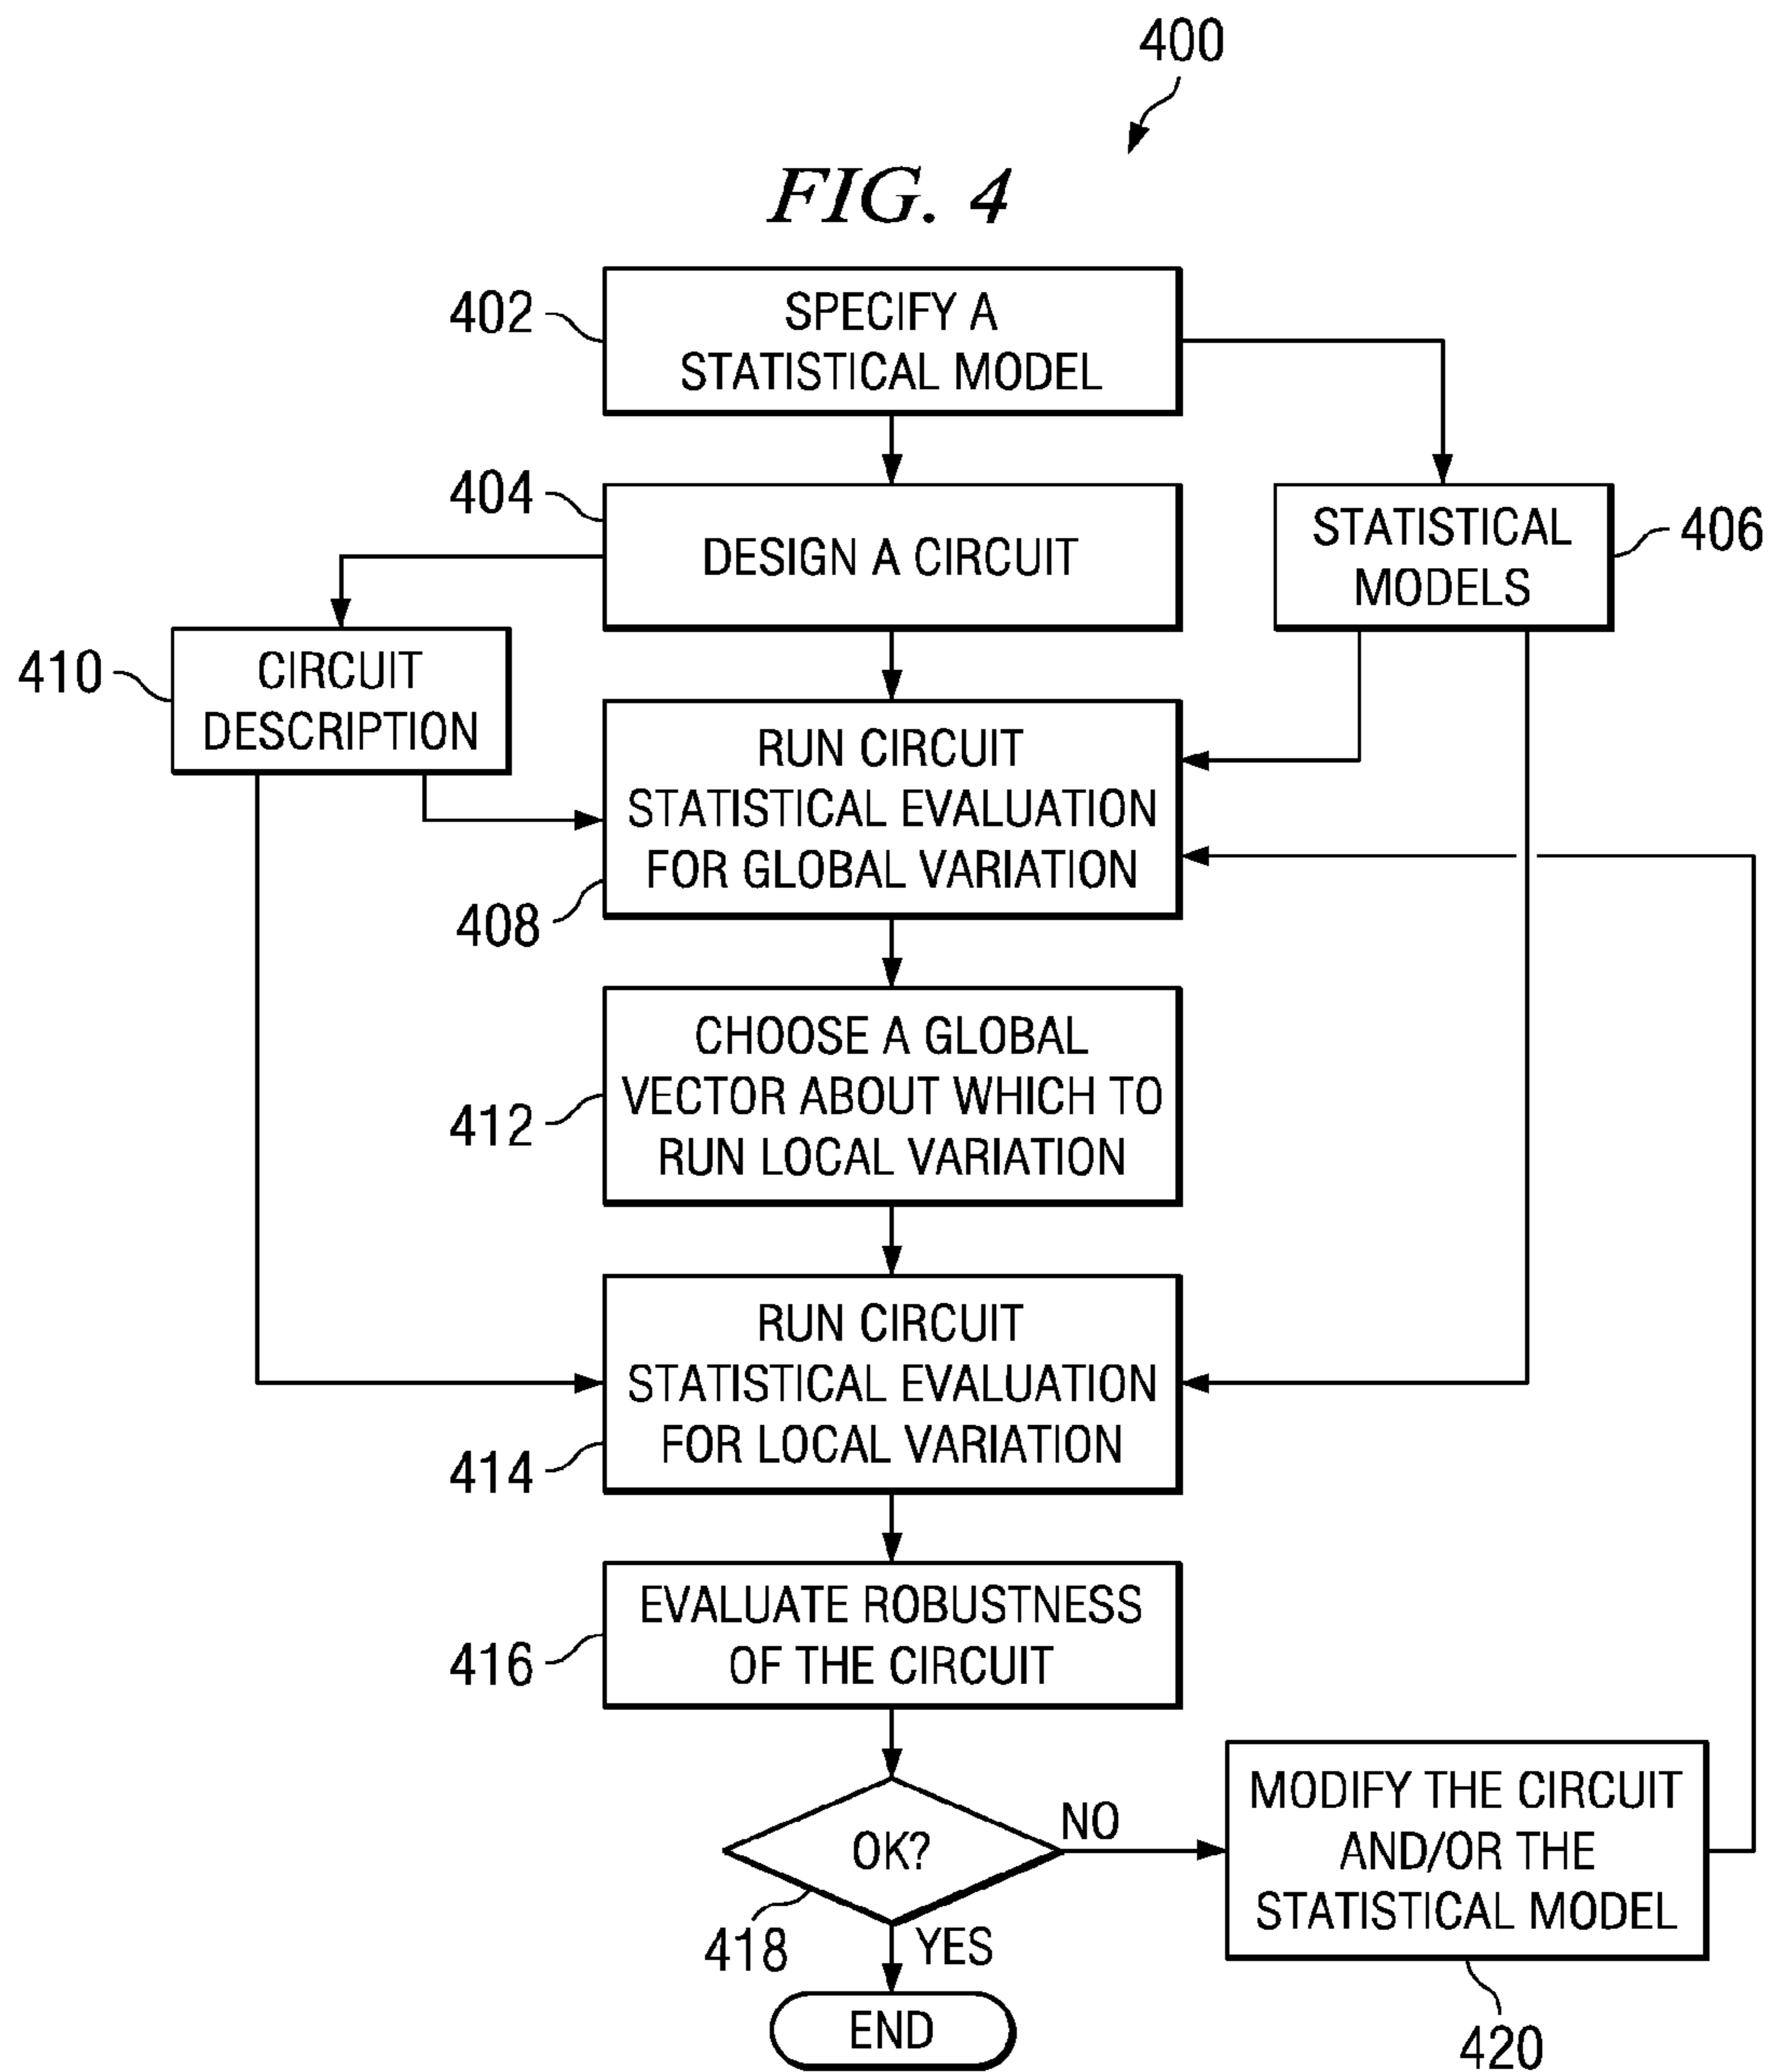 400
FIG. 4
402
SPECIFY A
STATISTICAL MODEL
404
DESIGN A CIRCUIT
STATISTICAL
MODELS
406
410
CIRCUIT
DESCRIPTION
RUN CIRCUIT
STATISTICAL EVALUATION
FOR GLOBAL VARIATION
408
CHOOSE A GLOBAL
VECTOR ABOUT WHICH TO
RUN LOCAL VARIATION
412
RUN CIRCUIT
STATISTICAL EVALUATION
FOR LOCAL VARIATION
414
EVALUATE ROBUSTNESS
OF THE CIRCUIT
416
OK?
NO
418
YES
MODIFY THE CIRCUIT
AND/OR THE
STATISTICAL MODEL
420
END